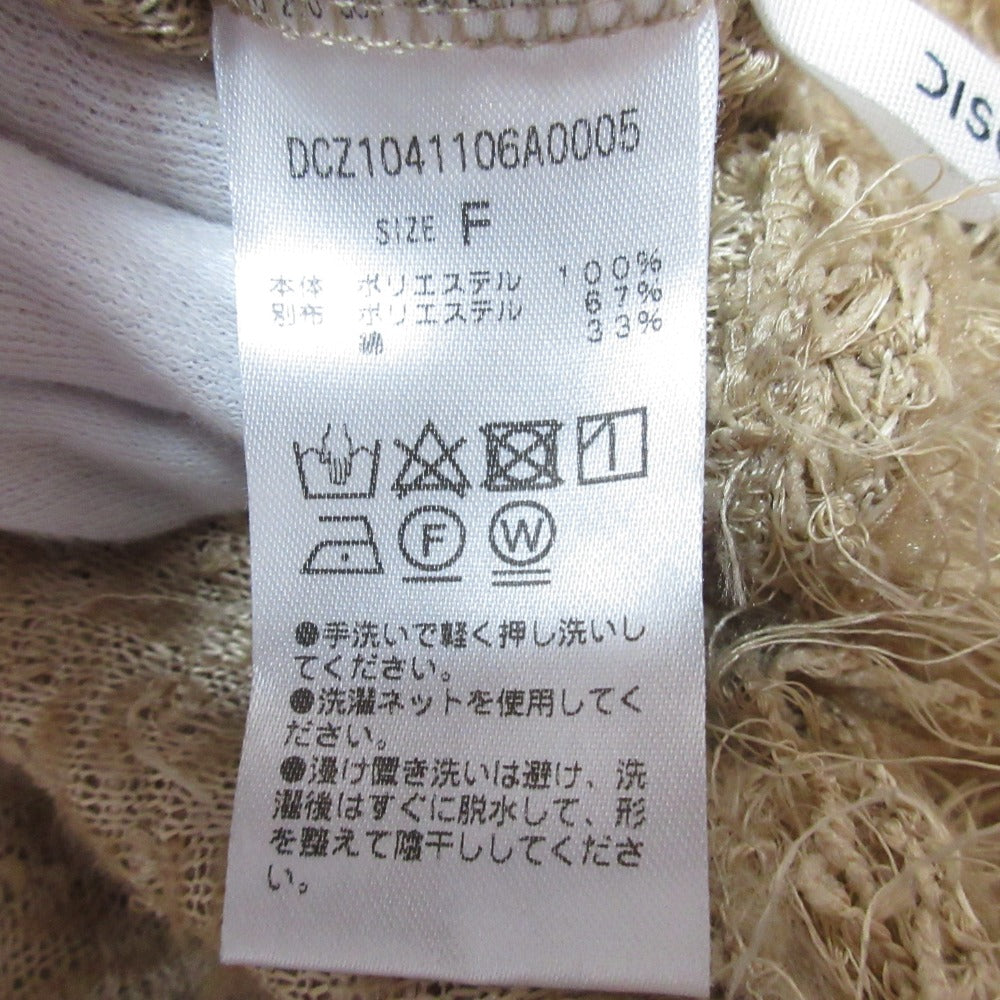 SIC
DCZ1041106A0005
SIZE F
本体 ポリエステル 100%
別布 ポリエステル 67%
綿 33%
F W
●手洗いで軽く押し洗いし
てください。
●洗濯ネットを使用してく
ださい。
●浸け置き洗いは避け、洗
濯後はすぐに脱水して、形
を整えて陰干ししてくださ
い。